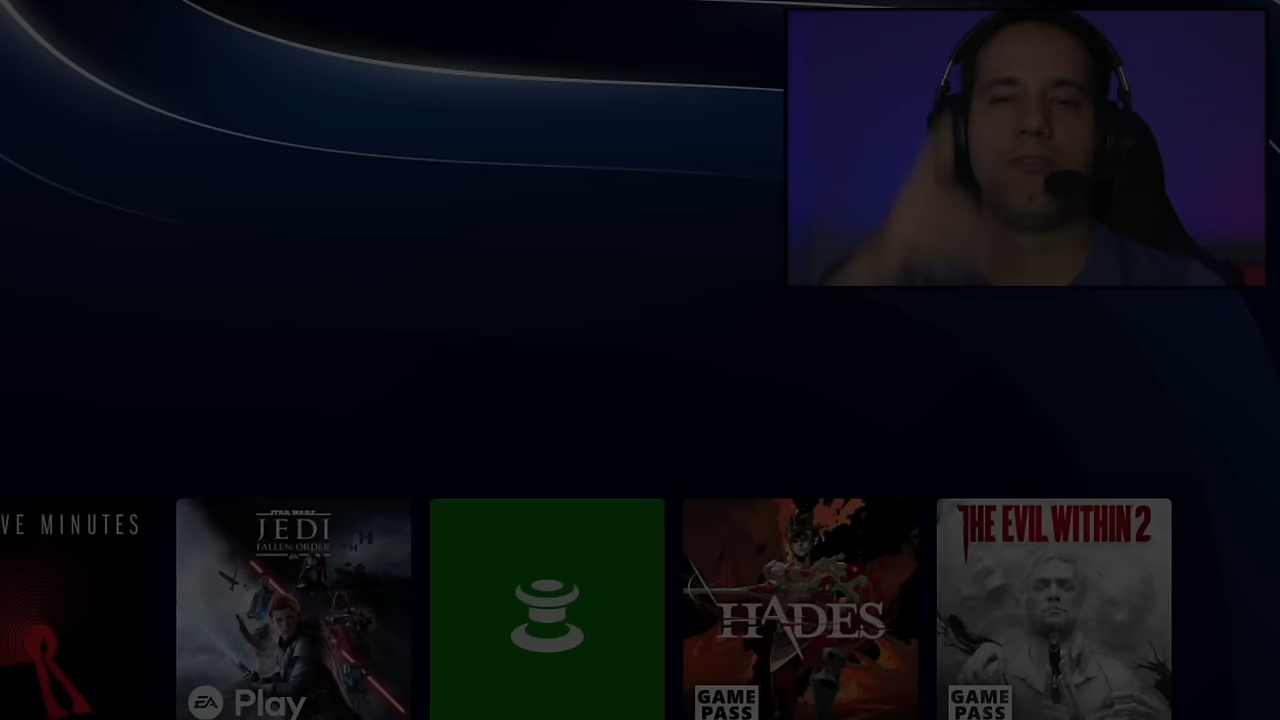 VE MINUTES
STAR WARS
JEDI
FALLEN ORDER
EA Play
HADES
GAME
PASS
THE EVIL WITHIN 2
GAME
PASS